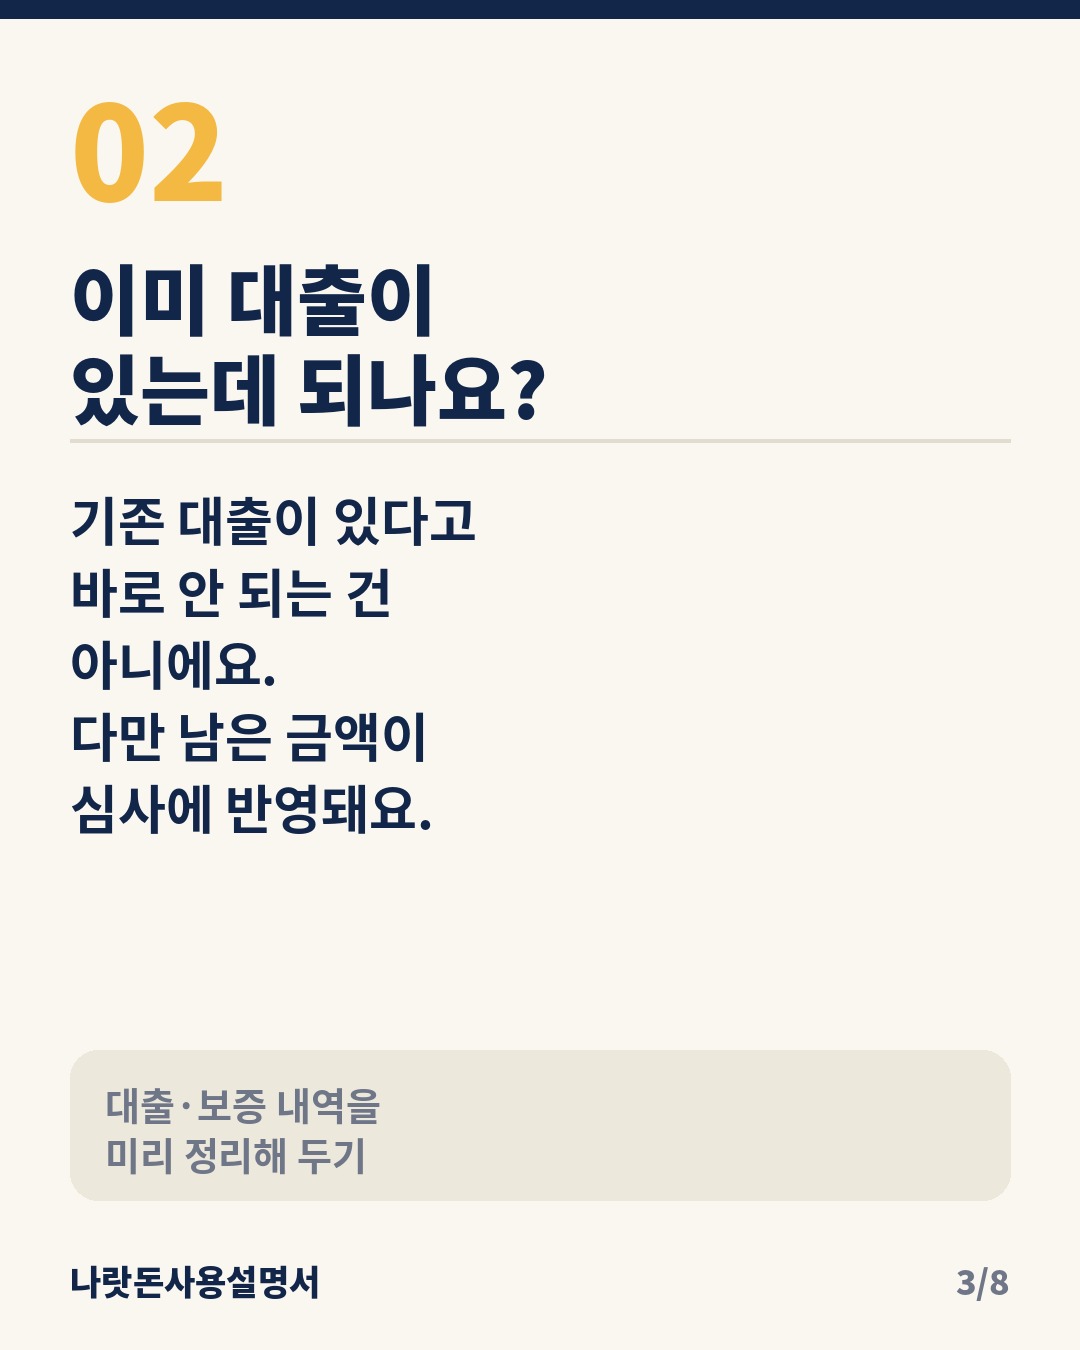 02
이미 대출이
있는데 되나요?
기존 대출이 있다고
바로 안 되는 건
아니에요.
다만 남은 금액이
심사에 반영돼요.
대출·보증 내역을
미리 정리해 두기
나랏돈사용설명서
3/8